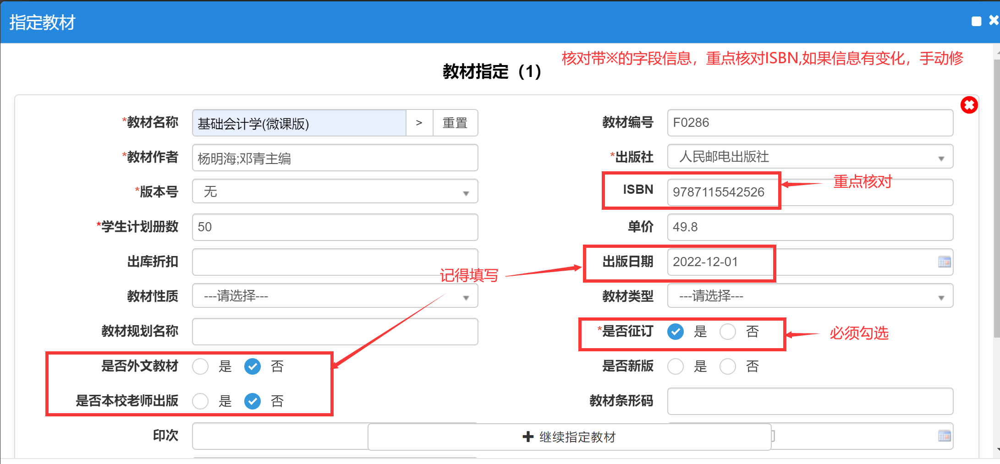 指定教材
核对带※的字段信息，重点核对ISBN,如果信息有变化，手动修
教材指定（1）
*教材名称 基础会计学(微课版) > 重置 教材编号 F0286
*教材作者 杨明海;邓青主编 *出版社 人民邮电出版社
*版本号 无 ISBN 9787115542526 重点核对
*学生计划册数 50 单价 49.8
出库折扣 出版日期 2022-12-01
记得填写
教材性质 ---请选择--- 教材类型 ---请选择---
教材规划名称 *是否征订 是 否 必须勾选
是否外文教材 是 否 是否新版 是 否
是否本校老师出版 是 否 教材条形码
印次 继续指定教材